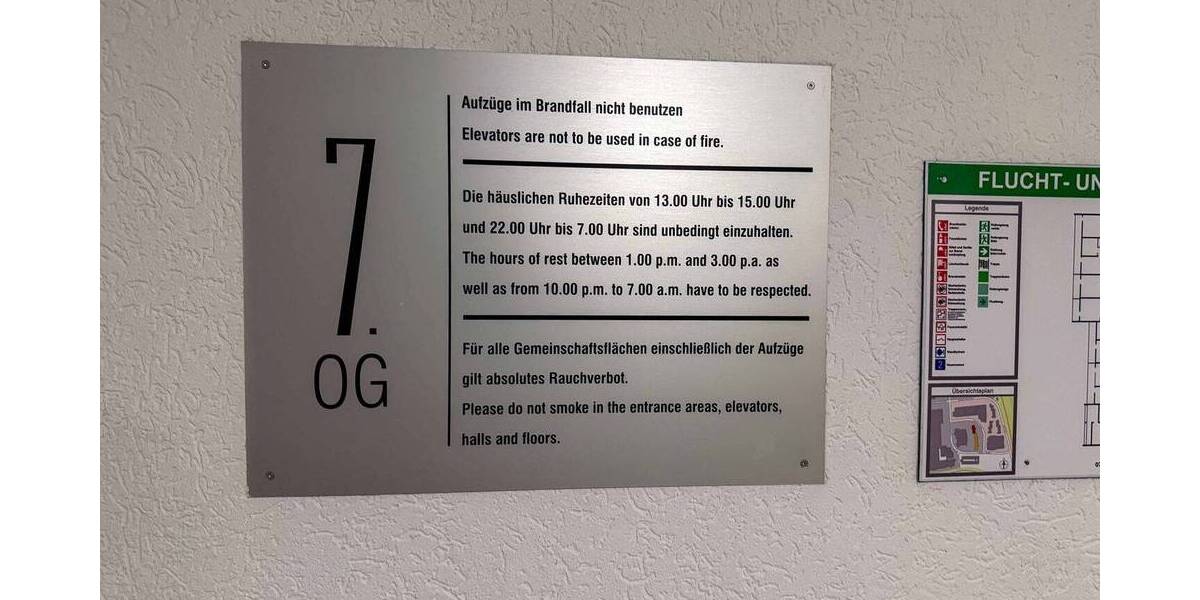 7.
OG
Aufzüge im Brandfall nicht benutzen
Elevators are not to be used in case of fire.
Die häuslichen Ruhezeiten von 13.00 Uhr bis 15.00 Uhr
und 22.00 Uhr bis 7.00 Uhr sind unbedingt einzuhalten.
The hours of rest between 1.00 p.m. and 3.00 p.a. as
well as from 10.00 p.m. to 7.00 a.m. have to be respected.
Für alle Gemeinschaftsflächen einschließlich der Aufzüge
gilt absolutes Rauchverbot.
Please do not smoke in the entrance areas, elevators,
halls and floors.
FLUCHT- UN
Legende
Übersichtsplan